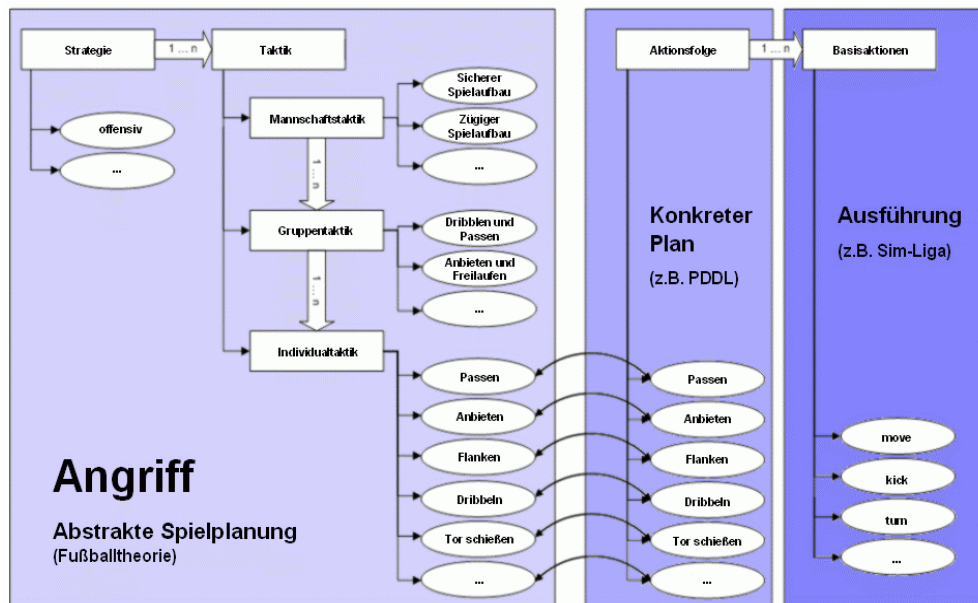 Strategie
1 ... n
Taktik
Aktionsfolge
1 ... n
Basisaktionen
offensiv
...
Mannschaftstaktik
Sicherer
Spielaufbau
Zügiger
Spielaufbau
...
1 ... n
Gruppentaktik
Dribblen und
Passen
Anbieten und
Freilaufen
...
1 ... n
Individualtaktik
Passen
Anbieten
Flanken
Dribbeln
Tor schießen
...
Angriff
Abstrakte Spielplanung
(Fußballtheorie)
Konkreter
Plan
(z.B. PDDL)
Passen
Anbieten
Flanken
Dribbeln
Tor schießen
...
Ausführung
(z.B. Sim-Liga)
move
kick
turn
...